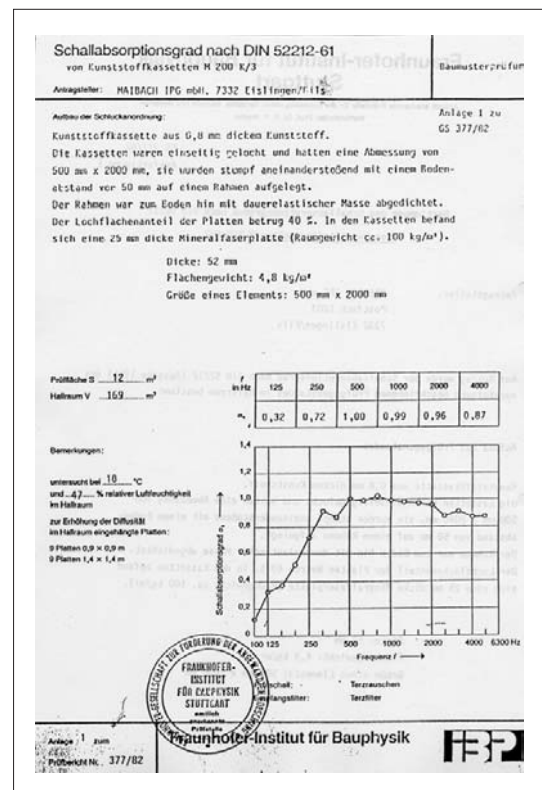 Schallabsorptionsgrad nach DIN 52212-61
von Kunststoffkassetten M 200 K/3
Baumusterprüfun
Antragsteller: MAIBACH IPG mbH. 7332 Eislingen/Fils
Anlage 1 zu
GS 377/82
Aufbau der Schluckanordnung:
Kunststoffkassette aus 0,8 mm dickem Kunststoff.
Die Kassetten waren einseitig gelocht und hatten eine Abmessung von
500 mm x 2000 mm, sie wurden stumpf aneinanderstoßend mit einem Boden-
abstand vor 50 mm auf einen Rahmen aufgelegt.
Der Rahmen war zum Boden hin mit dauerelastischer Masse abgedichtet.
Der Lochflächenanteil der Platten betrug 40 %. In den Kassetten befand
sich eine 25 mm dicke Mineralfaserplatte (Raumgewicht ca. 100 kg/m³).
Dicke: 52 mm
Flächengewicht: 4,8 kg/m²
Größe eines Elements: 500 mm x 2000 mm
Prüffläche S 12 m²
Hallraum V 169 m³
f in Hz 125 250 500 1000 2000 4000
αs 0,32 0,72 1,00 0,99 0,96 0,87
Bemerkungen:
untersucht bei 10 °C
und 47 % relativer Luftfeuchtigkeit
im Hallraum
zur Erhöhung der Diffusität
im Hallraum eingehängte Platten:
9 Platten 0,9 × 0,9 m
9 Platten 1,4 × 1,4 m
Schallabsorptionsgrad αs
1,4
1,2
1,0
0,8
0,6
0,4
0,2
0
100 125 250 500 1000 2000 4000 6300 Hz
Frequenz f
Terzrauschen
Terzfilter
FRAUNHOFER-
INSTITUT
FÜR BAUPHYSIK
STUTTGART
amtlich
anerkannte
Prüfstelle
Anlage 1 zum
Prüfbericht Nr. 377/82
Fraunhofer-Institut für Bauphysik
IBP